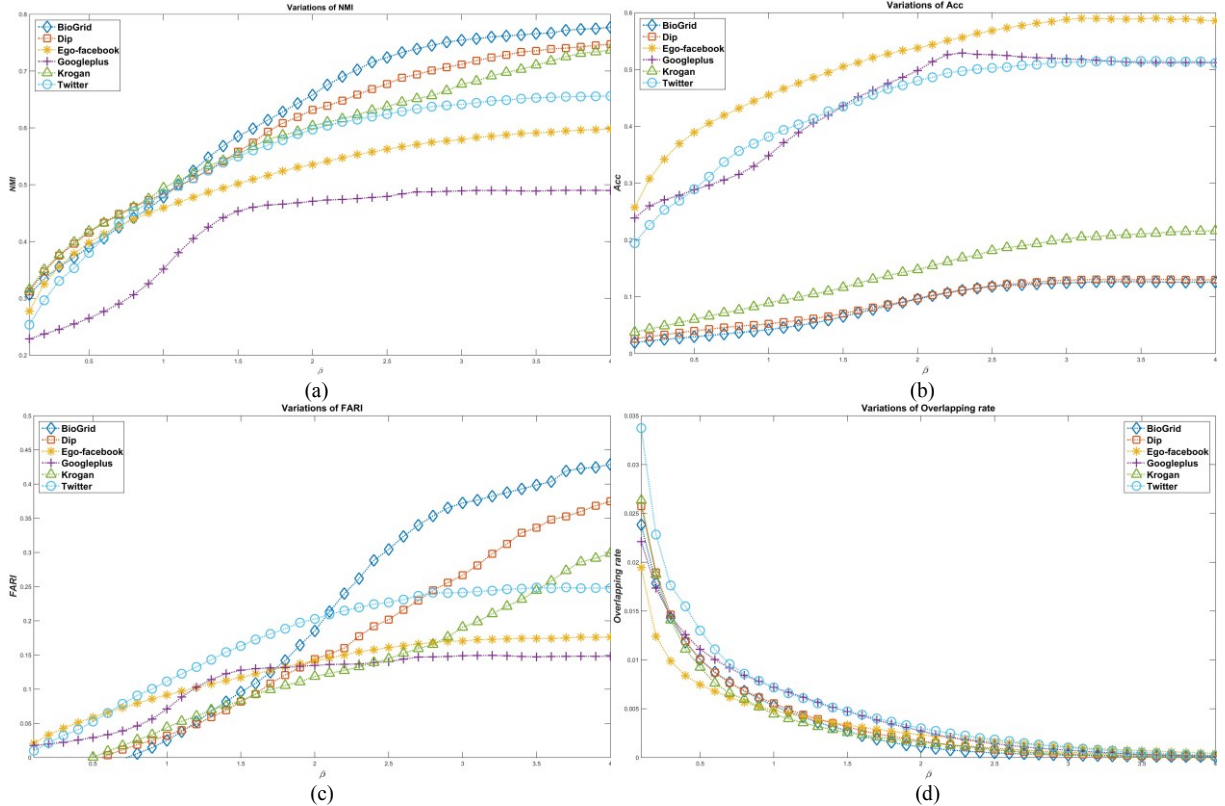 Variations of NMI
BioGrid
Dip
Ego-facebook
Googleplus
Krogan
Twitter
0.8
0.7
0.6
0.5
0.4
0.3
0.2
NMI
0.5 1 1.5 2 2.5 3 3.5 4
ρ̄
(a)
Variations of Acc
BioGrid
Dip
Ego-facebook
Googleplus
Krogan
Twitter
0.6
0.5
0.4
0.3
0.2
0.1
0
Acc
0.5 1 1.5 2 2.5 3 3.5 4
ρ̄
(b)
Variations of FARI
BioGrid
Dip
Ego-facebook
Googleplus
Krogan
Twitter
0.5
0.45
0.4
0.35
0.3
0.25
0.2
0.15
0.1
0.05
0
FARI
0.5 1 1.5 2 2.5 3 3.5 4
ρ̄
(c)
Variations of Overlapping rate
BioGrid
Dip
Ego-facebook
Googleplus
Krogan
Twitter
0.035
0.03
0.025
0.02
0.015
0.01
0.005
0
Overlapping rate
0.5 1 1.5 2 2.5 3 3.5 4
ρ̄
(d)